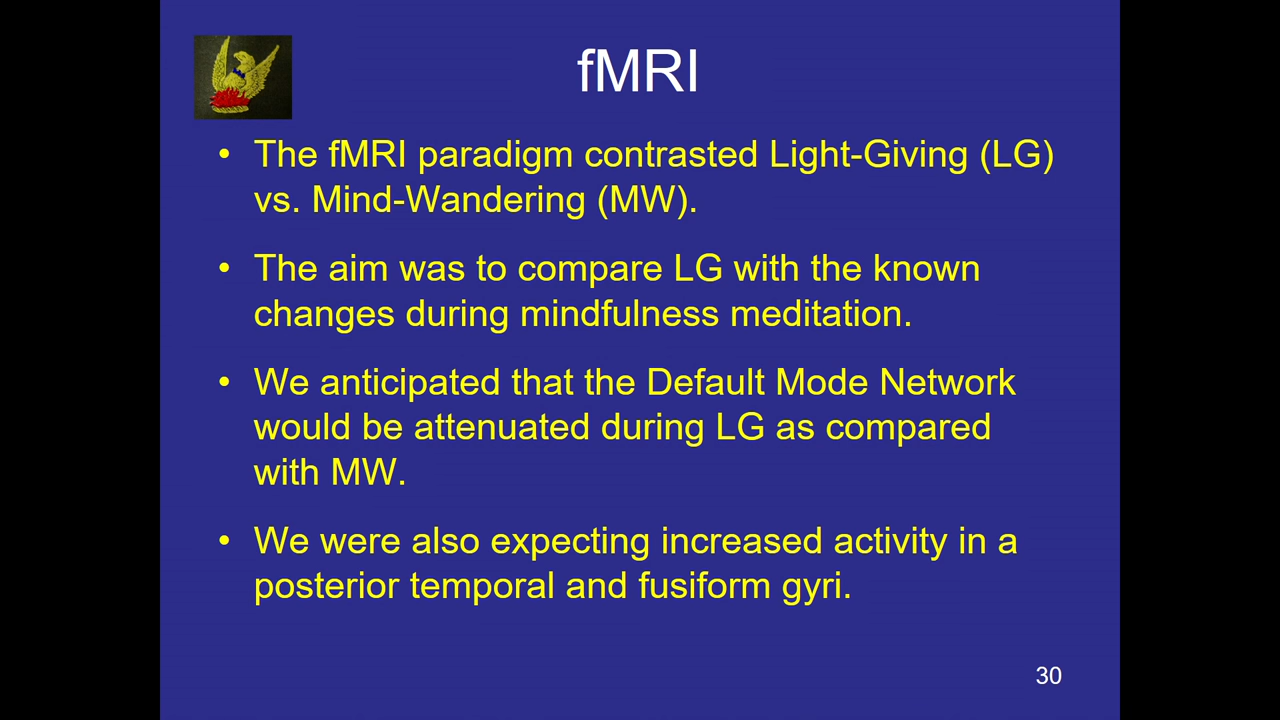 fMRI
• The fMRI paradigm contrasted Light-Giving (LG)
vs. Mind-Wandering (MW).
• The aim was to compare LG with the known
changes during mindfulness meditation.
• We anticipated that the Default Mode Network
would be attenuated during LG as compared
with MW.
• We were also expecting increased activity in a
posterior temporal and fusiform gyri.
30